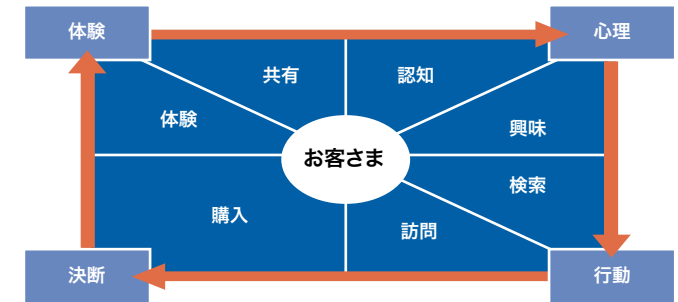 体験
心理
共有
認知
体験
興味
お客さま
検索
購入
訪問
決断
行動